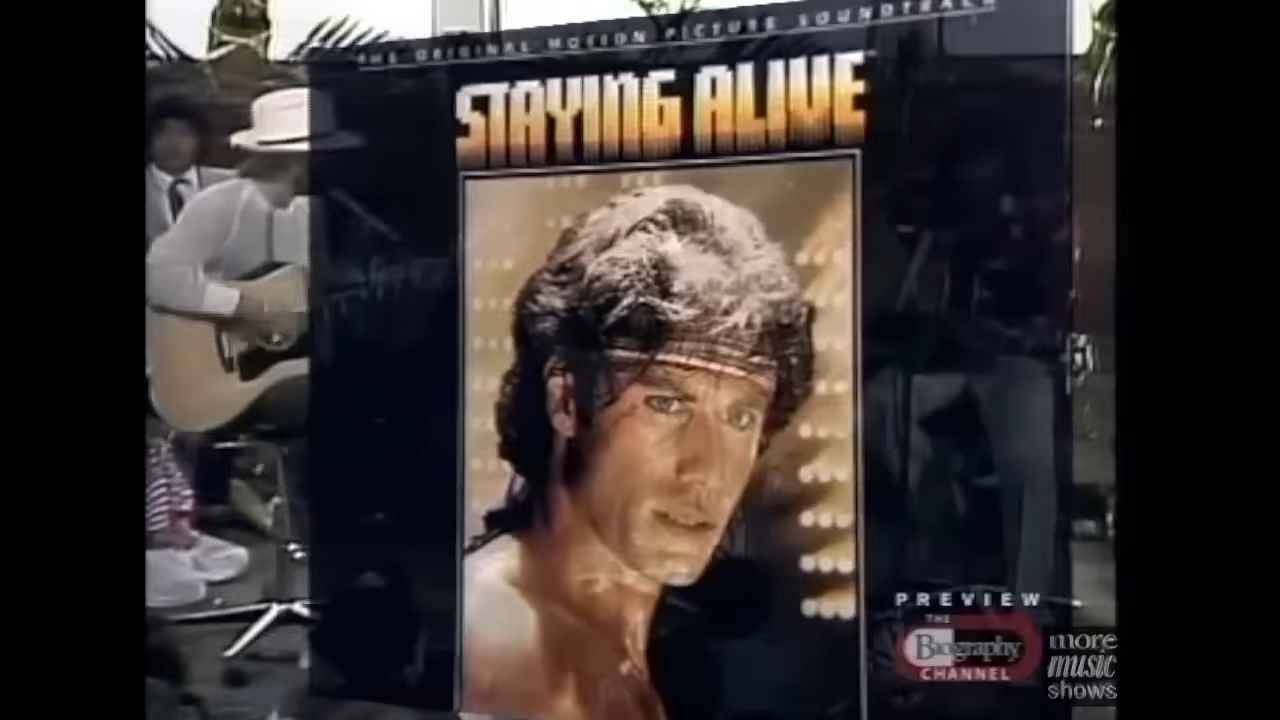 THE ORIGINAL MOTION PICTURE SOUNDTRACK
STAYING ALIVE
PREVIEW
THE
Biography
CHANNEL
more
music
shows